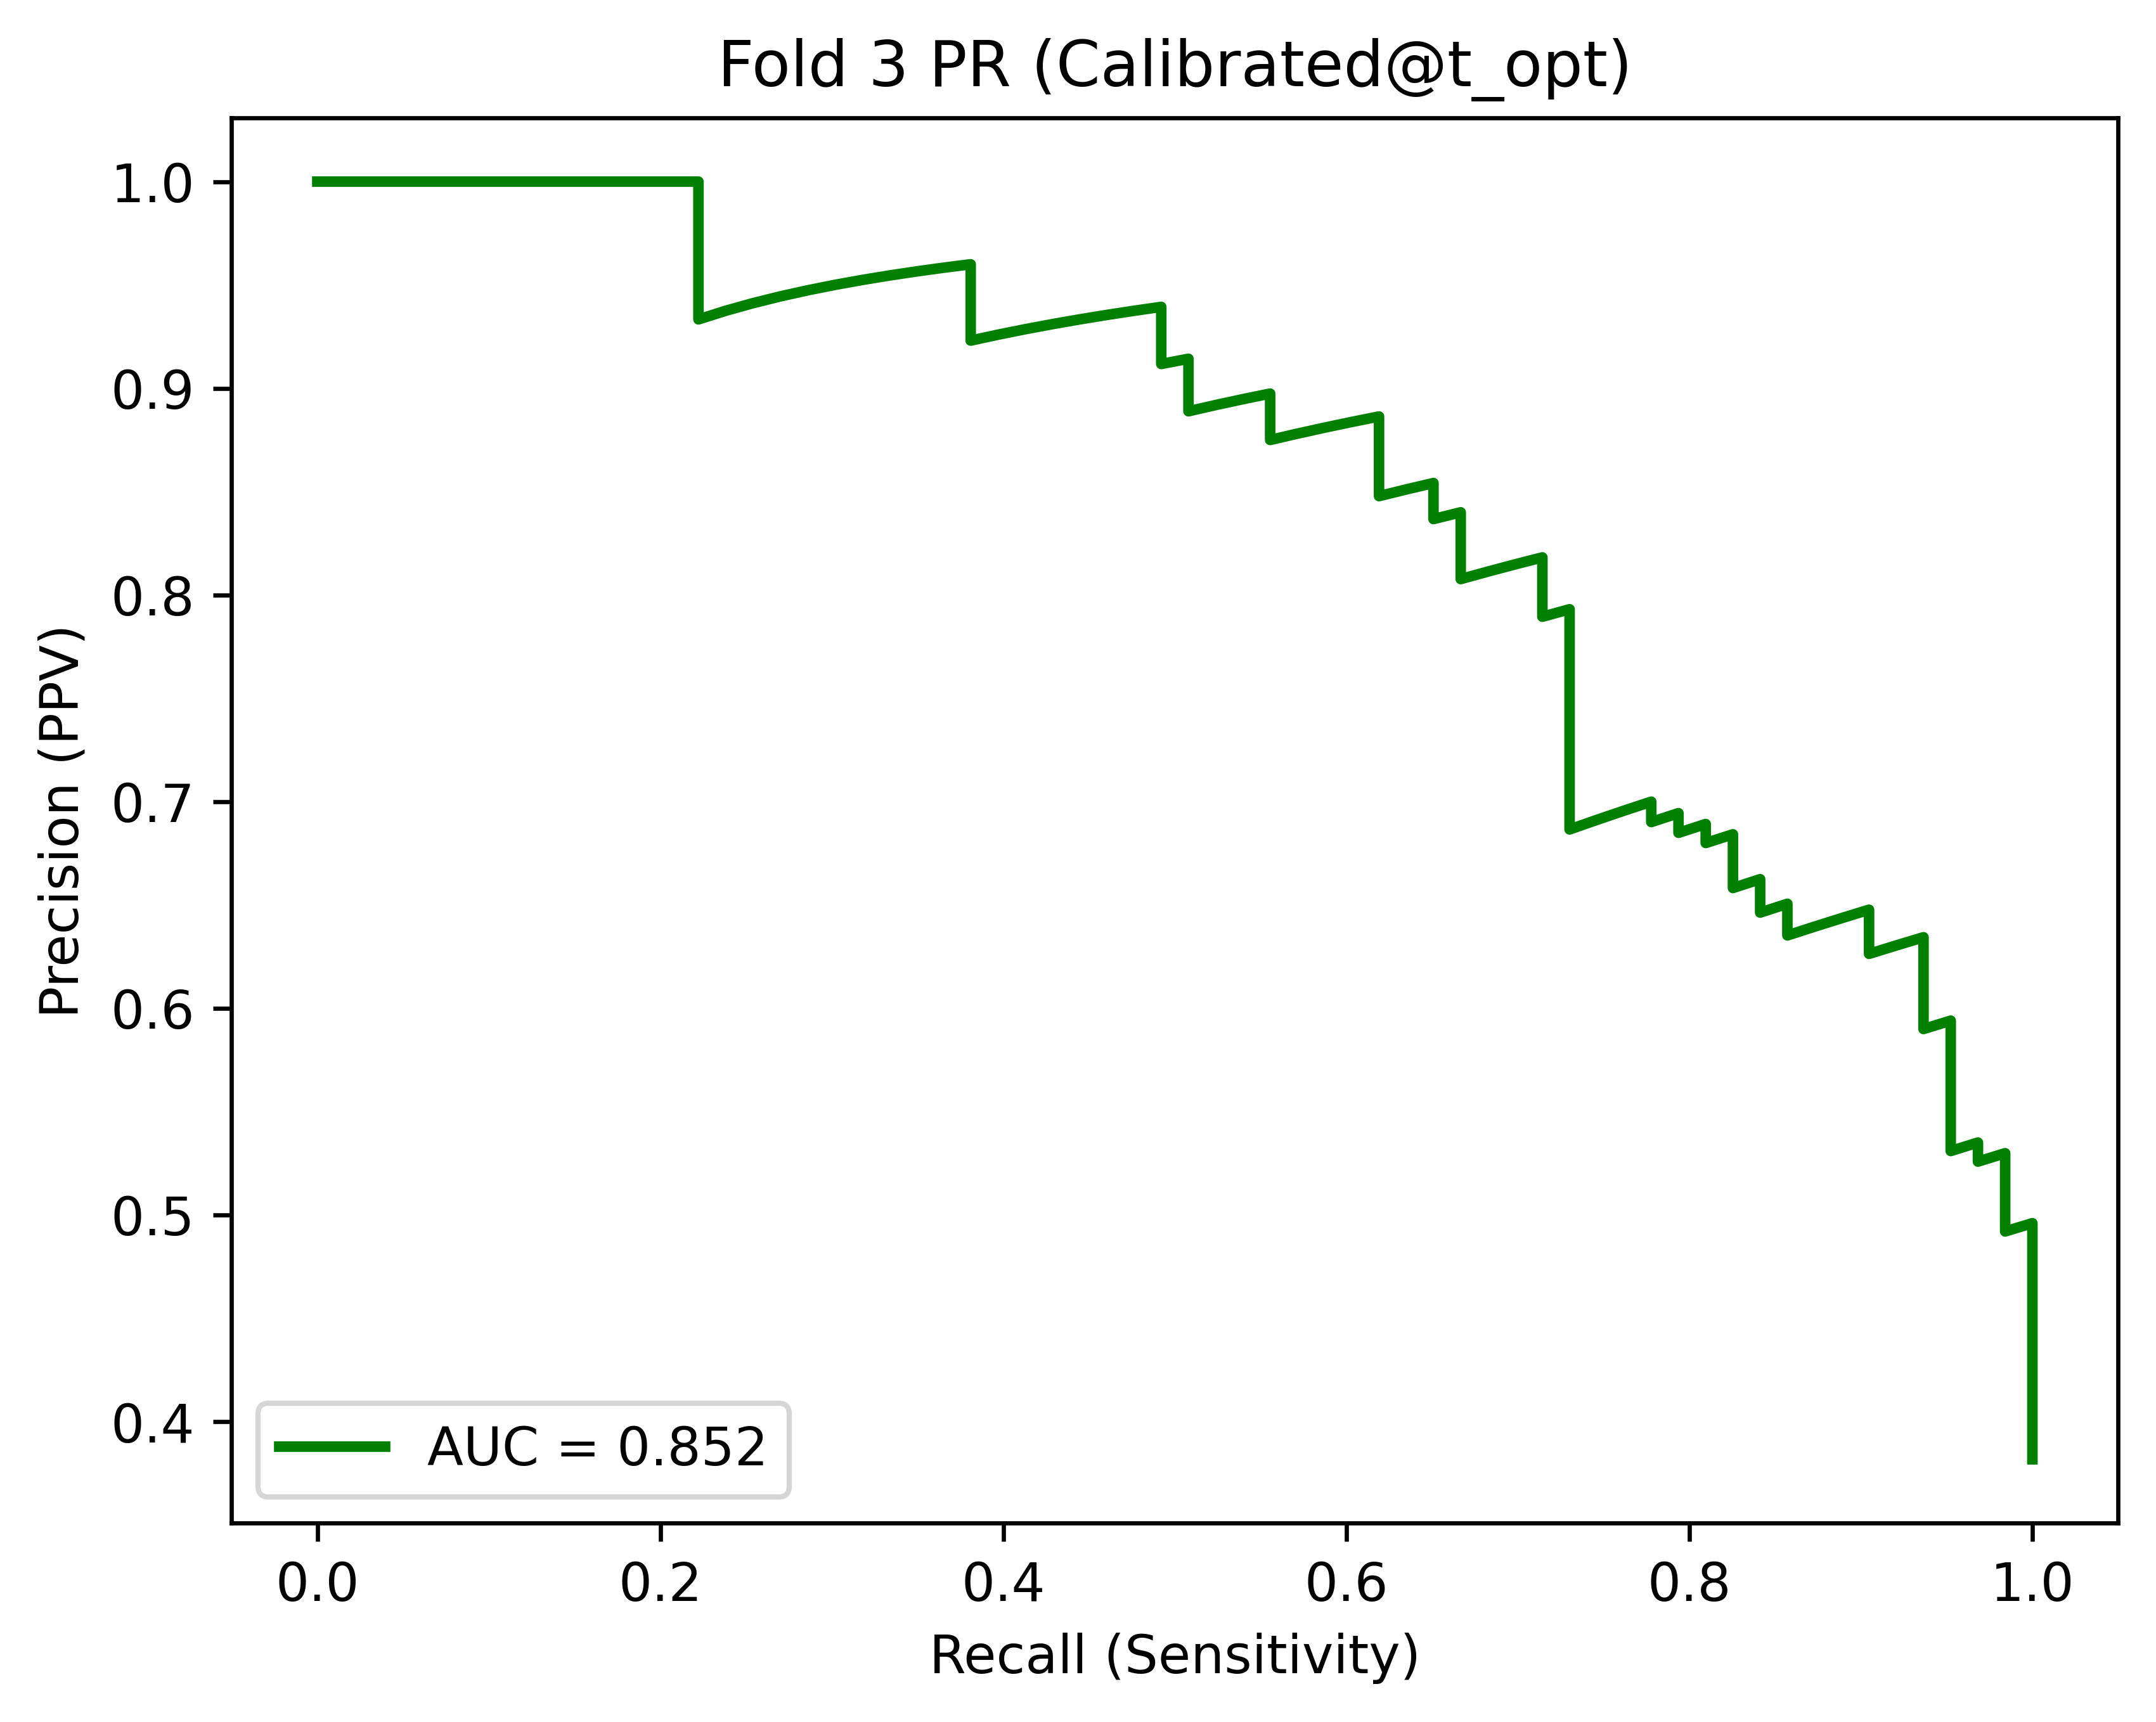 Fold 3 PR (Calibrated@t_opt)
Precision (PPV)
1.0
0.9
0.8
0.7
0.6
0.5
0.4
AUC = 0.852
0.0 0.2 0.4 0.6 0.8 1.0
Recall (Sensitivity)